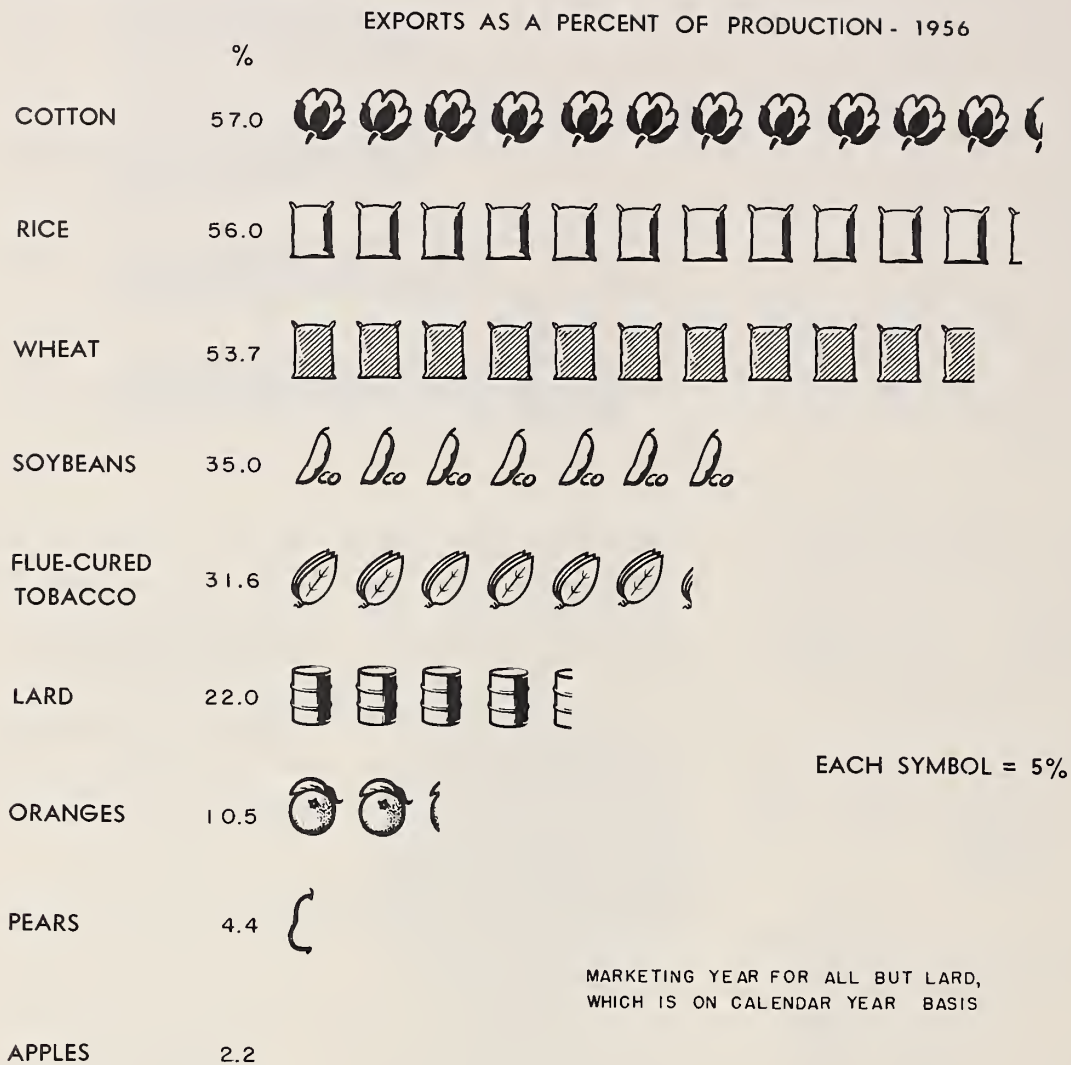 EXPORTS AS A PERCENT OF PRODUCTION - 1956
%
COTTON 57.0
RICE 56.0
WHEAT 53.7
SOYBEANS 35.0
FLUE-CURED
TOBACCO 31.6
LARD 22.0
EACH SYMBOL = 5%
ORANGES 10.5
PEARS 4.4
MARKETING YEAR FOR ALL BUT LARD,
WHICH IS ON CALENDAR YEAR BASIS
APPLES 2.2